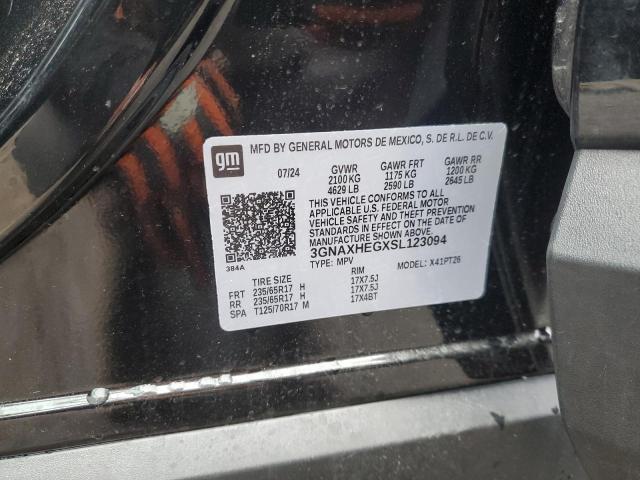 gm
MFD BY GENERAL MOTORS DE MEXICO, S. DE R.L. DE C.V.
07/24 GVWR GAWR FRT GAWR RR
2100 KG 1175 KG 1200 KG
4629 LB 2590 LB 2645 LB
THIS VEHICLE CONFORMS TO ALL
APPLICABLE U.S. FEDERAL MOTOR
VEHICLE SAFETY AND THEFT PREVENTION
STANDARDS IN EFFECT ON THE DATE OF
MANUFACTURE SHOWN ABOVE.
3GNAXHEGXSL123094
384A TYPE: MPV MODEL: X41PT26
TIRE SIZE RIM
FRT 235/65R17 H 17X7.5J
RR 235/65R17 H 17X7.5J
SPA T125/70R17 M 17X4BT